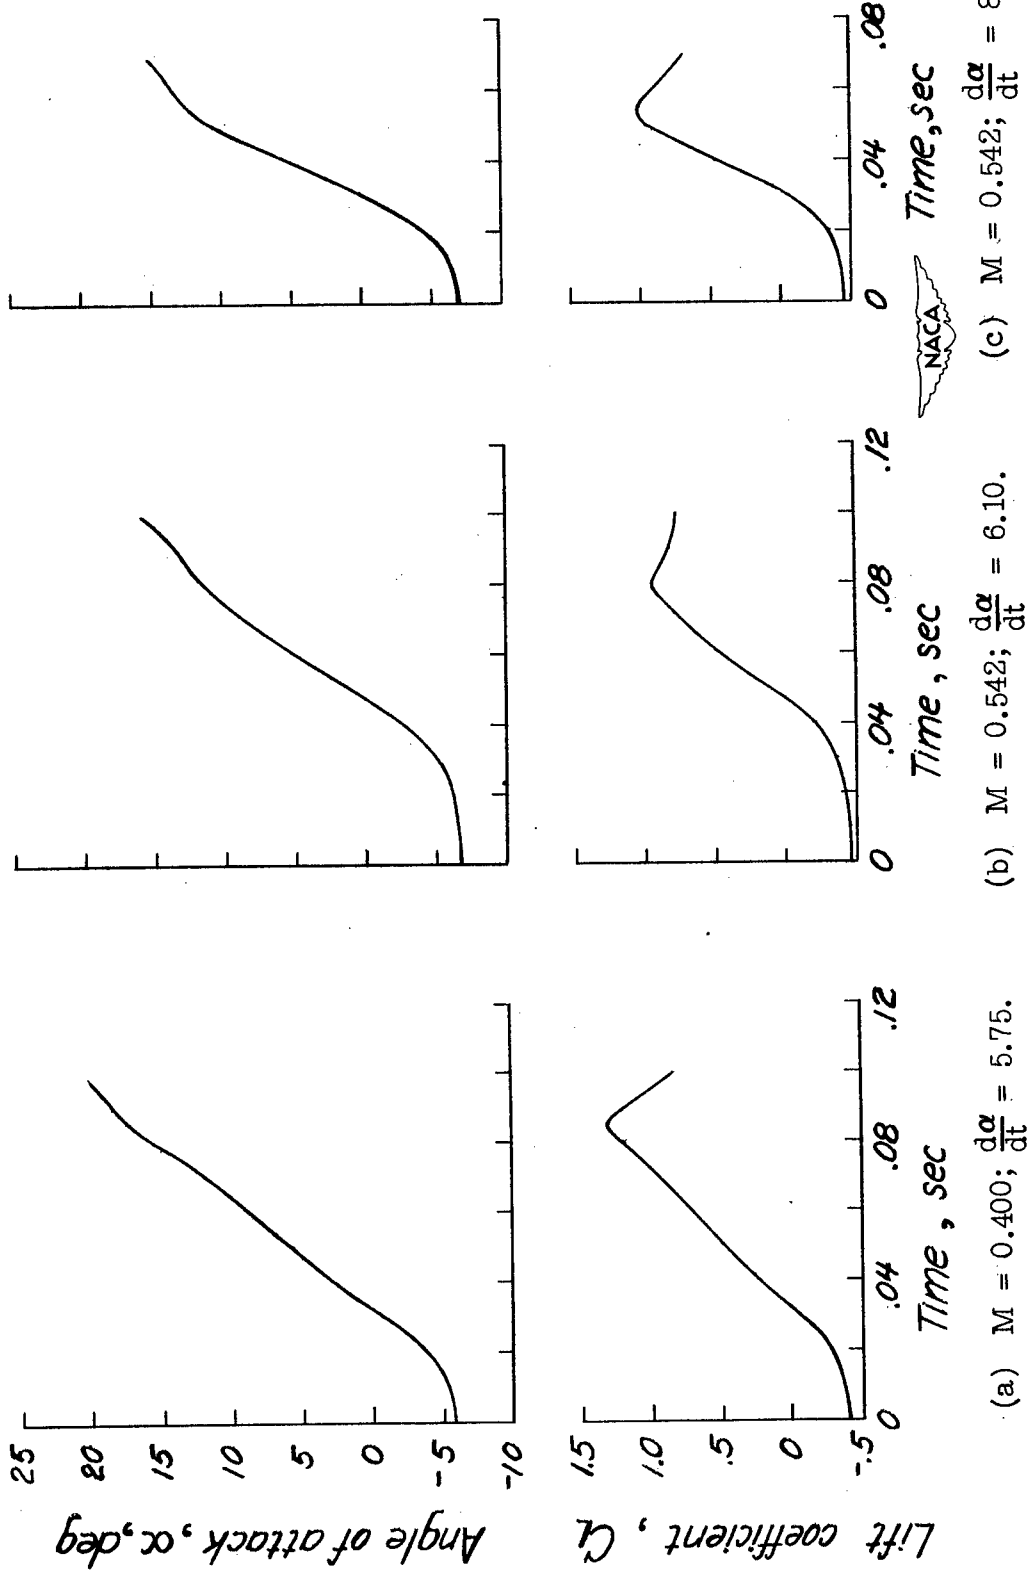 Angle of attack, α, deg
25
20
15
10
5
0
-5
-10
Lift coefficient, CL
1.5
1.0
.5
0
-.5
0 .04 .08 .12
Time, sec
(a) M = 0.400; dα/dt = 5.75.
0 .04 .08 .12
Time, sec
(b) M = 0.542; dα/dt = 6.10.
0 .04 .08
Time, sec
NACA
(c) M = 0.542; dα/dt = 8